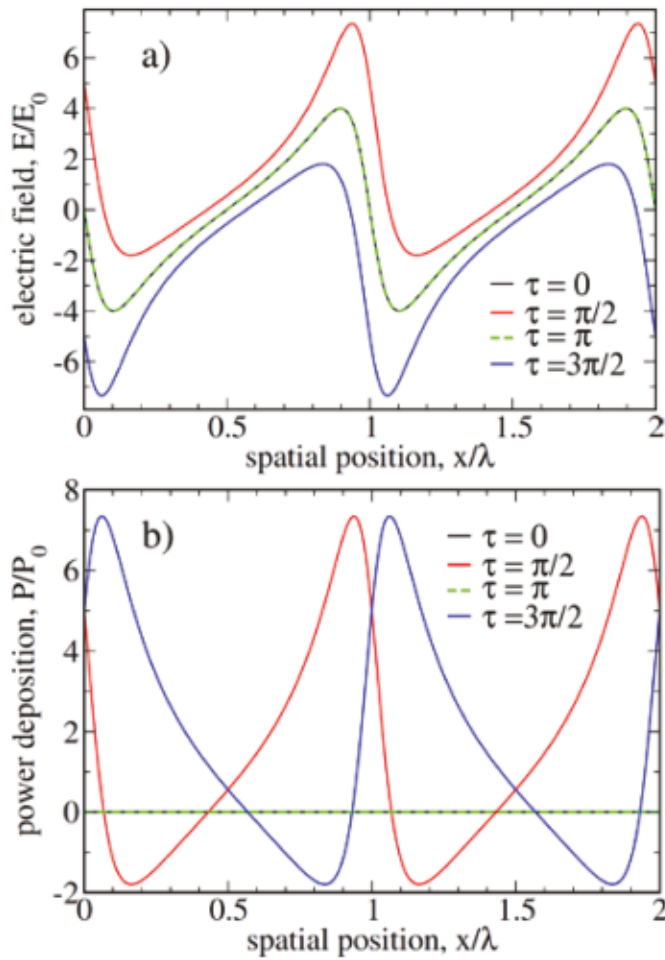 a)
electric field, E/E₀
6
4
2
0
-2
-4
-6
τ = 0
τ = π/2
τ = π
τ =3π/2
0 0.5 1 1.5 2
spatial position, x/λ
b)
power deposition, P/P₀
8
6
4
2
0
-2
τ = 0
τ = π/2
τ = π
τ =3π/2
0 0.5 1 1.5 2
spatial position, x/λ